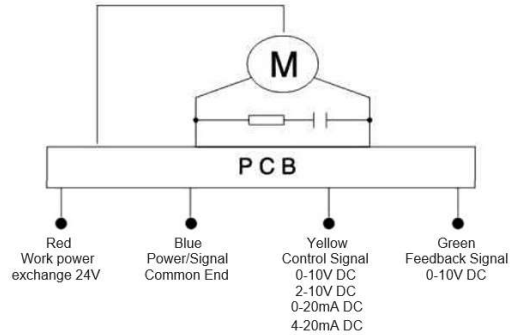 M
PCB
Red
Work power
exchange 24V
Blue
Power/Signal
Common End
Yellow
Control Signal
0-10V DC
2-10V DC
0-20mA DC
4-20mA DC
Green
Feedback Signal
0-10V DC